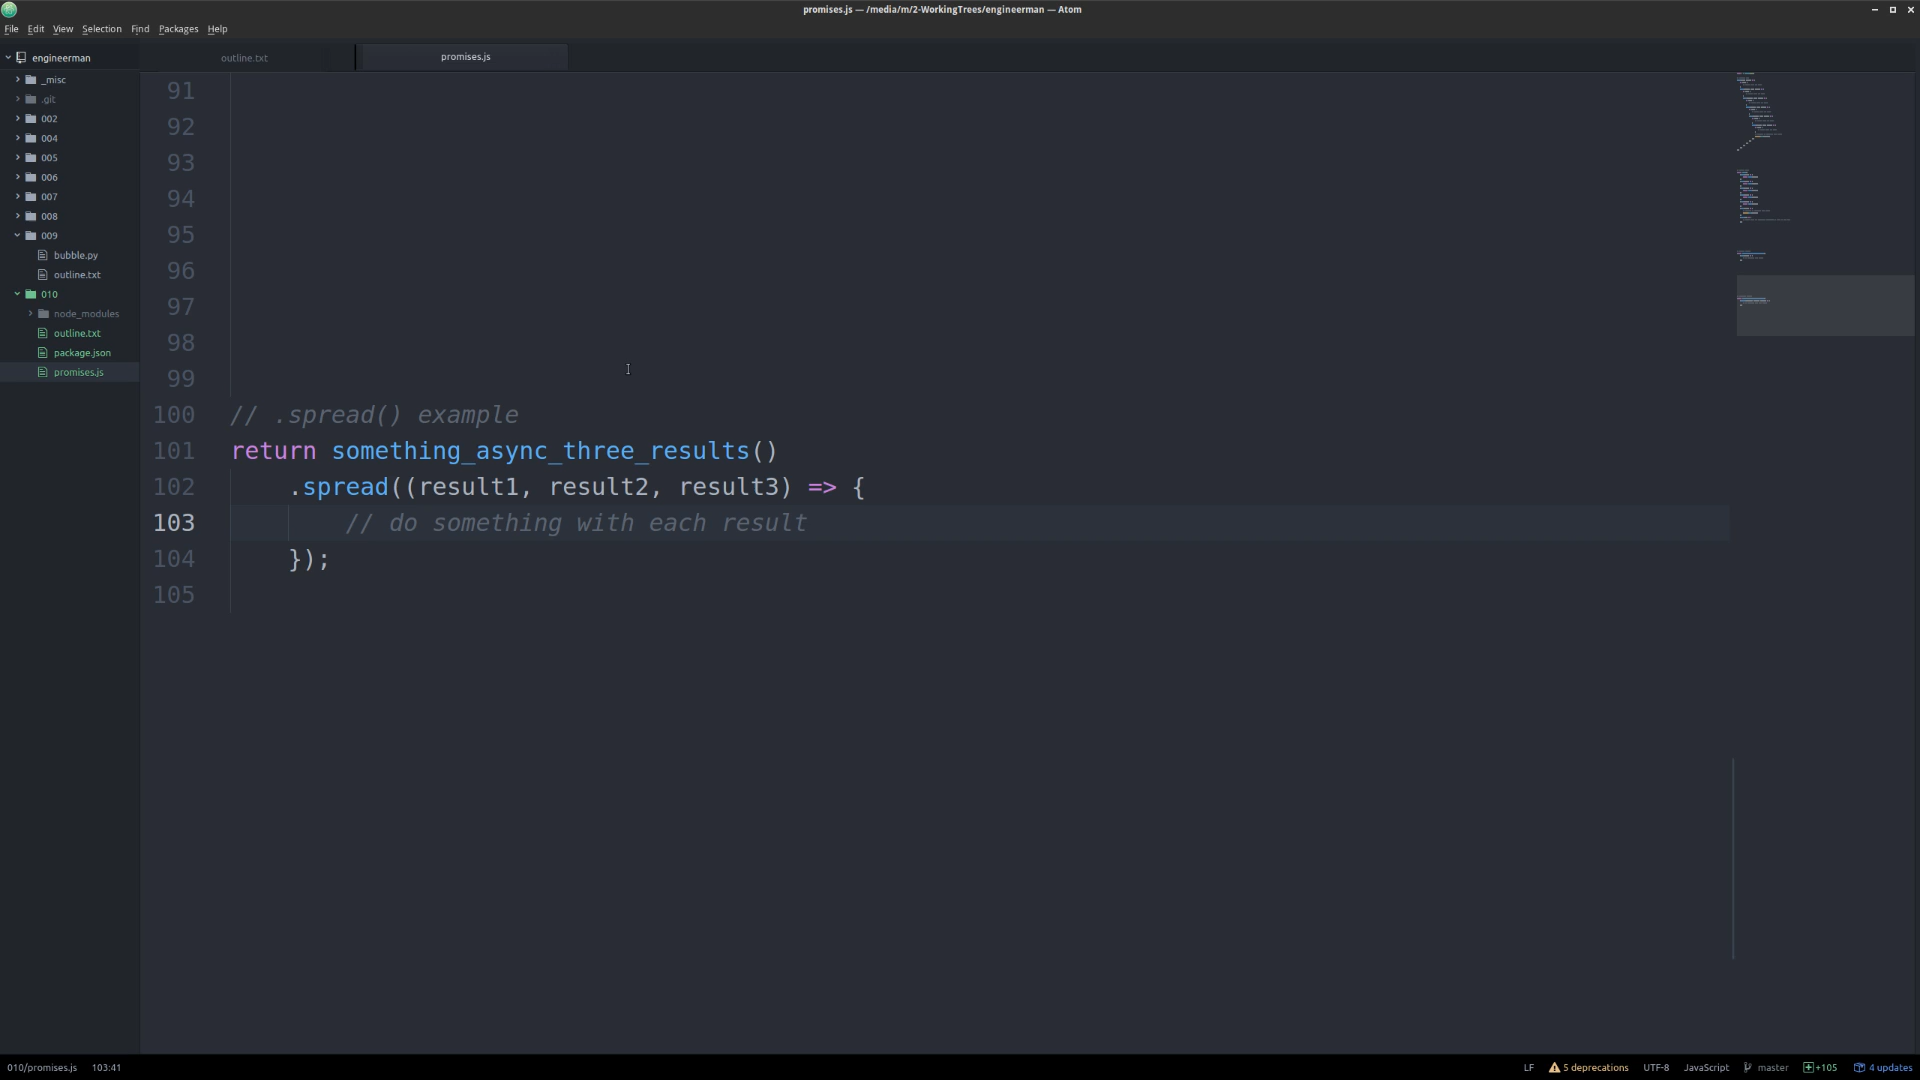 promises.js — /media/m/2-WorkingTrees/engineerman — Atom
File Edit View Selection Find Packages Help
engineerman
_misc
.git
002
004
005
006
007
008
009
bubble.py
outline.txt
010
node_modules
outline.txt
package.json
promises.js
outline.txt promises.js
91
92
93
94
95
96
97
98
99
100 // .spread() example
101 return something_async_three_results()
102 .spread((result1, result2, result3) => {
103 // do something with each result
104 });
105
010/promises.js 103:41 LF 5 deprecations UTF-8 JavaScript master +105 4 updates